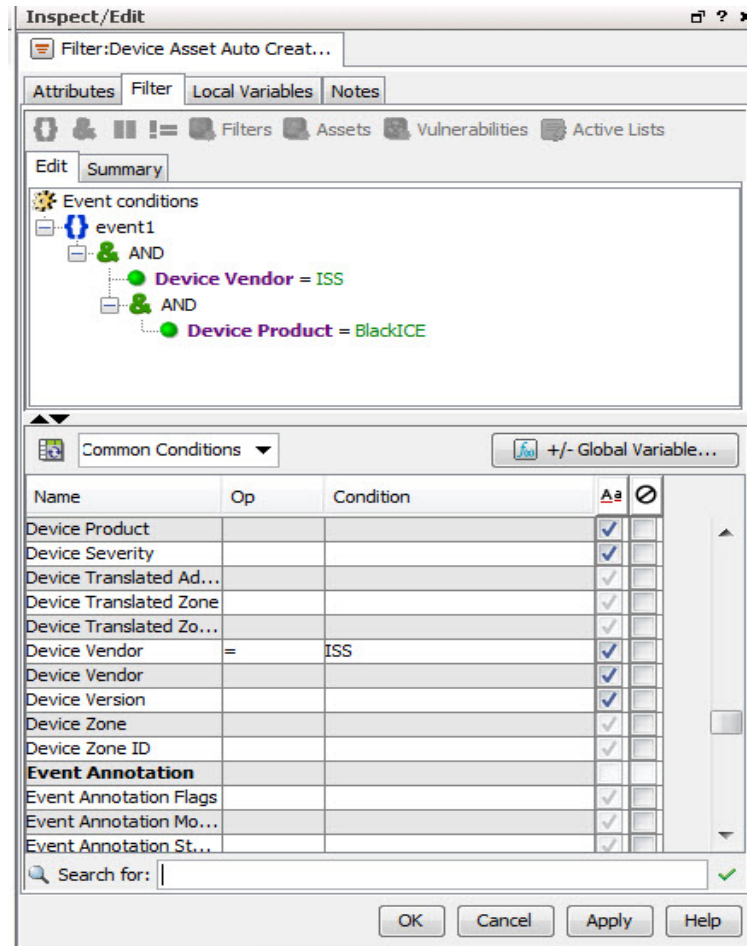 Inspect/Edit ?
Filter:Device Asset Auto Creat...
Attributes Filter Local Variables Notes
{} & != Filters Assets Vulnerabilities Active Lists
Edit Summary
Event conditions
{} event1
& AND
Device Vendor = ISS
& AND
Device Product = BlackICE
Common Conditions +/- Global Variable...
Name Op Condition Aa
Device Product
Device Severity
Device Translated Ad...
Device Translated Zone
Device Translated Zo...
Device Vendor = ISS
Device Vendor
Device Version
Device Zone
Device Zone ID
Event Annotation
Event Annotation Flags
Event Annotation Mo...
Event Annotation St...
Search for:
OK Cancel Apply Help